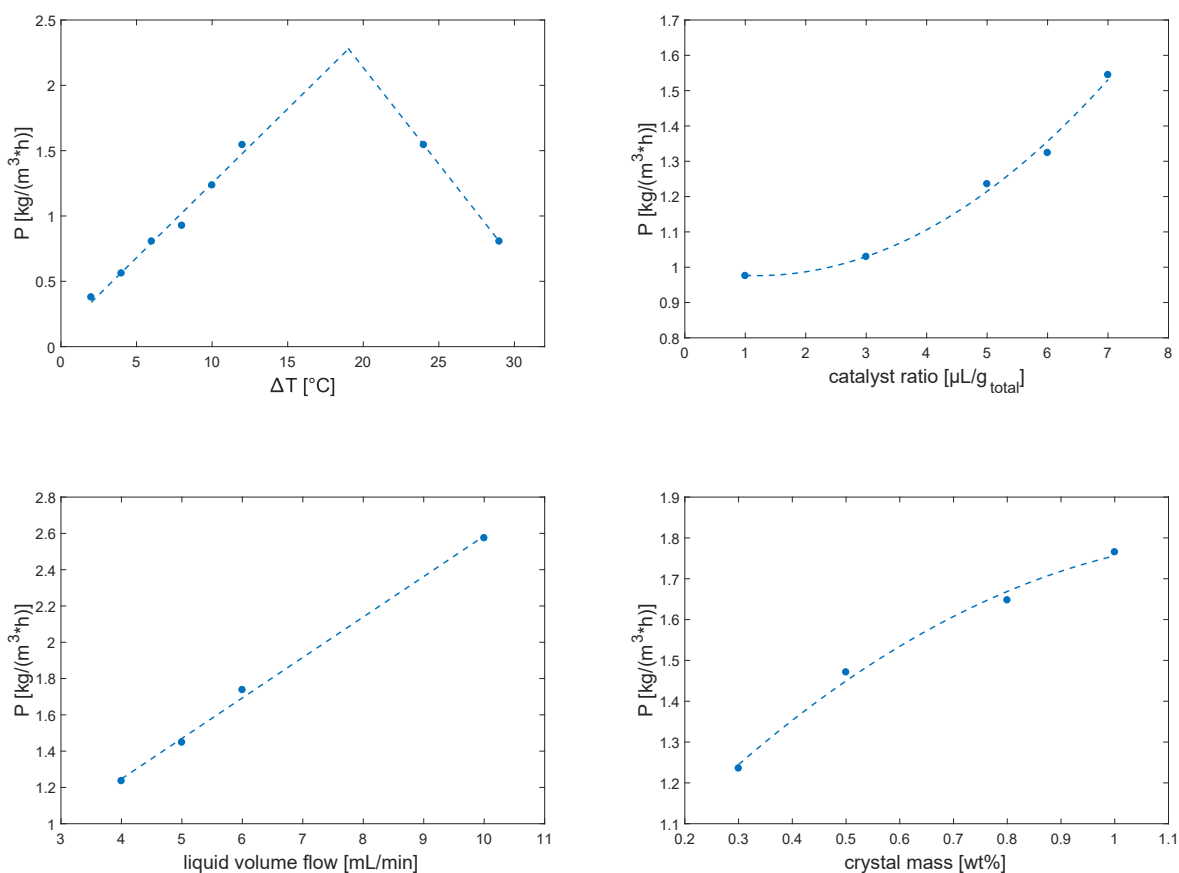 2.5
2
1.5
1
0.5
0
P [kg/(m³*h)]
0 5 10 15 20 25 30
ΔT [°C]
1.7
1.6
1.5
1.4
1.3
1.2
1.1
1
0.9
0.8
P [kg/(m³*h)]
0 1 2 3 4 5 6 7 8
catalyst ratio [µL/g_total]
2.8
2.6
2.4
2.2
2
1.8
1.6
1.4
1.2
1
P [kg/(m³*h)]
3 4 5 6 7 8 9 10 11
liquid volume flow [mL/min]
1.9
1.8
1.7
1.6
1.5
1.4
1.3
1.2
1.1
P [kg/(m³*h)]
0.2 0.3 0.4 0.5 0.6 0.7 0.8 0.9 1 1.1
crystal mass [wt%]